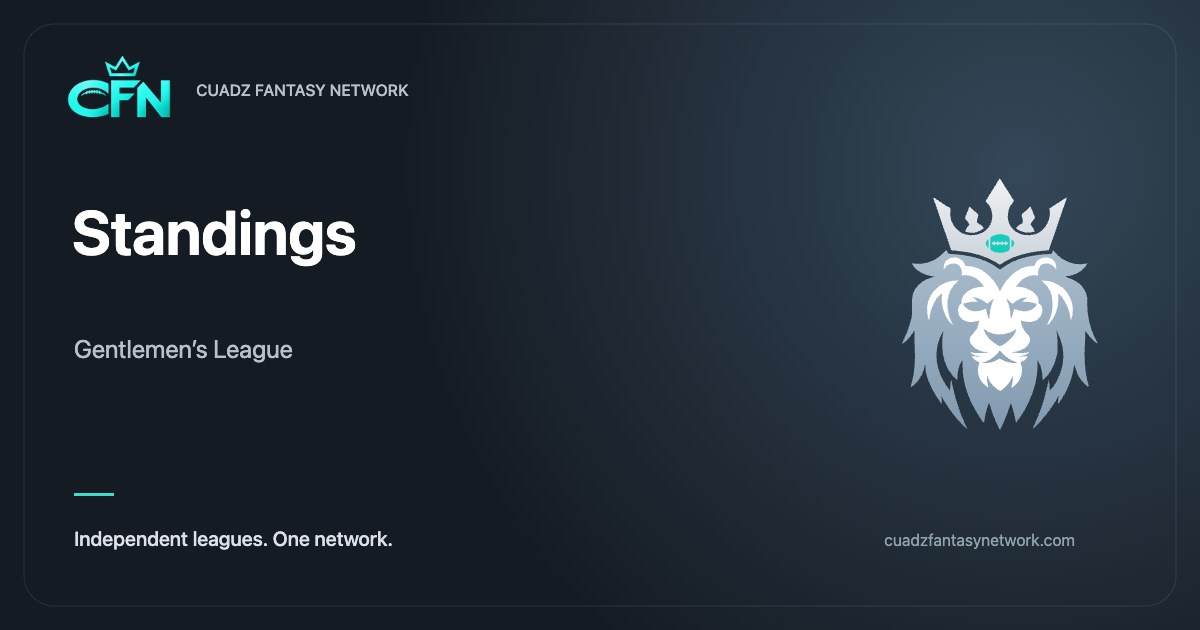 CFN
CUADZ FANTASY NETWORK
Standings
Gentlemen’s League
Independent leagues. One network.
cuadzfantasynetwork.com